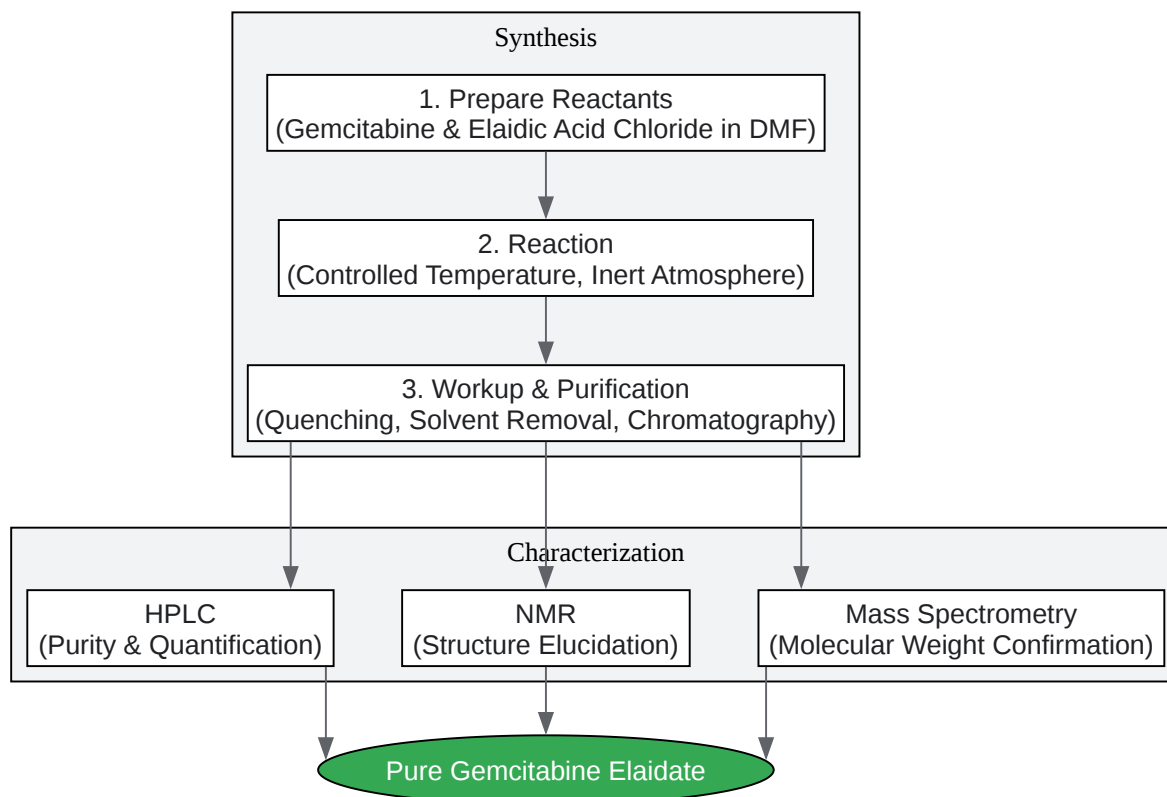 Synthesis
1. Prepare Reactants
(Gemcitabine & Elaidic Acid Chloride in DMF)
2. Reaction
(Controlled Temperature, Inert Atmosphere)
3. Workup & Purification
(Quenching, Solvent Removal, Chromatography)
Characterization
HPLC
(Purity & Quantification)
NMR
(Structure Elucidation)
Mass Spectrometry
(Molecular Weight Confirmation)
Pure Gemcitabine Elaidate